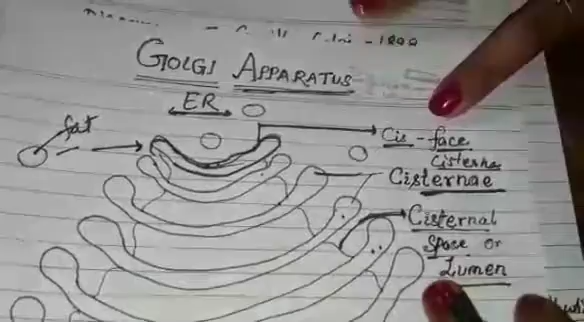 GOLGI APPARATUS
ER
Cis-face
Cisterna
fat
Cisternae
Cisternal
Space or
Lumen